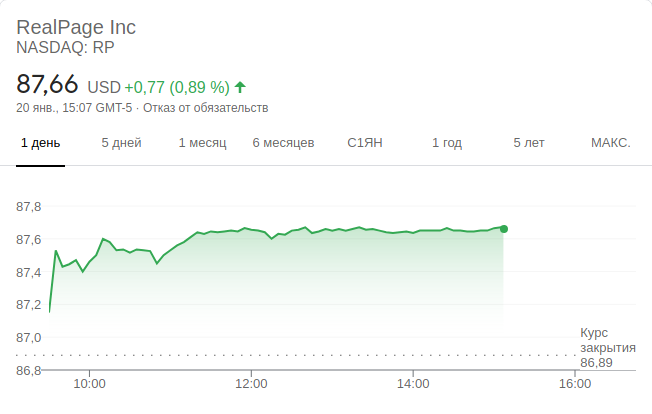 RealPage Inc
NASDAQ: RP
87,66 USD +0,77 (0,89 %)
20 янв., 15:07 GMT-5 · Отказ от обязательств
1 день 5 дней 1 месяц 6 месяцев С1ЯН 1 год 5 лет МАКС.
87,8
87,6
87,4
87,2
87,0
Курс
закрытия
86,89
86,8
10:00 12:00 14:00 16:00